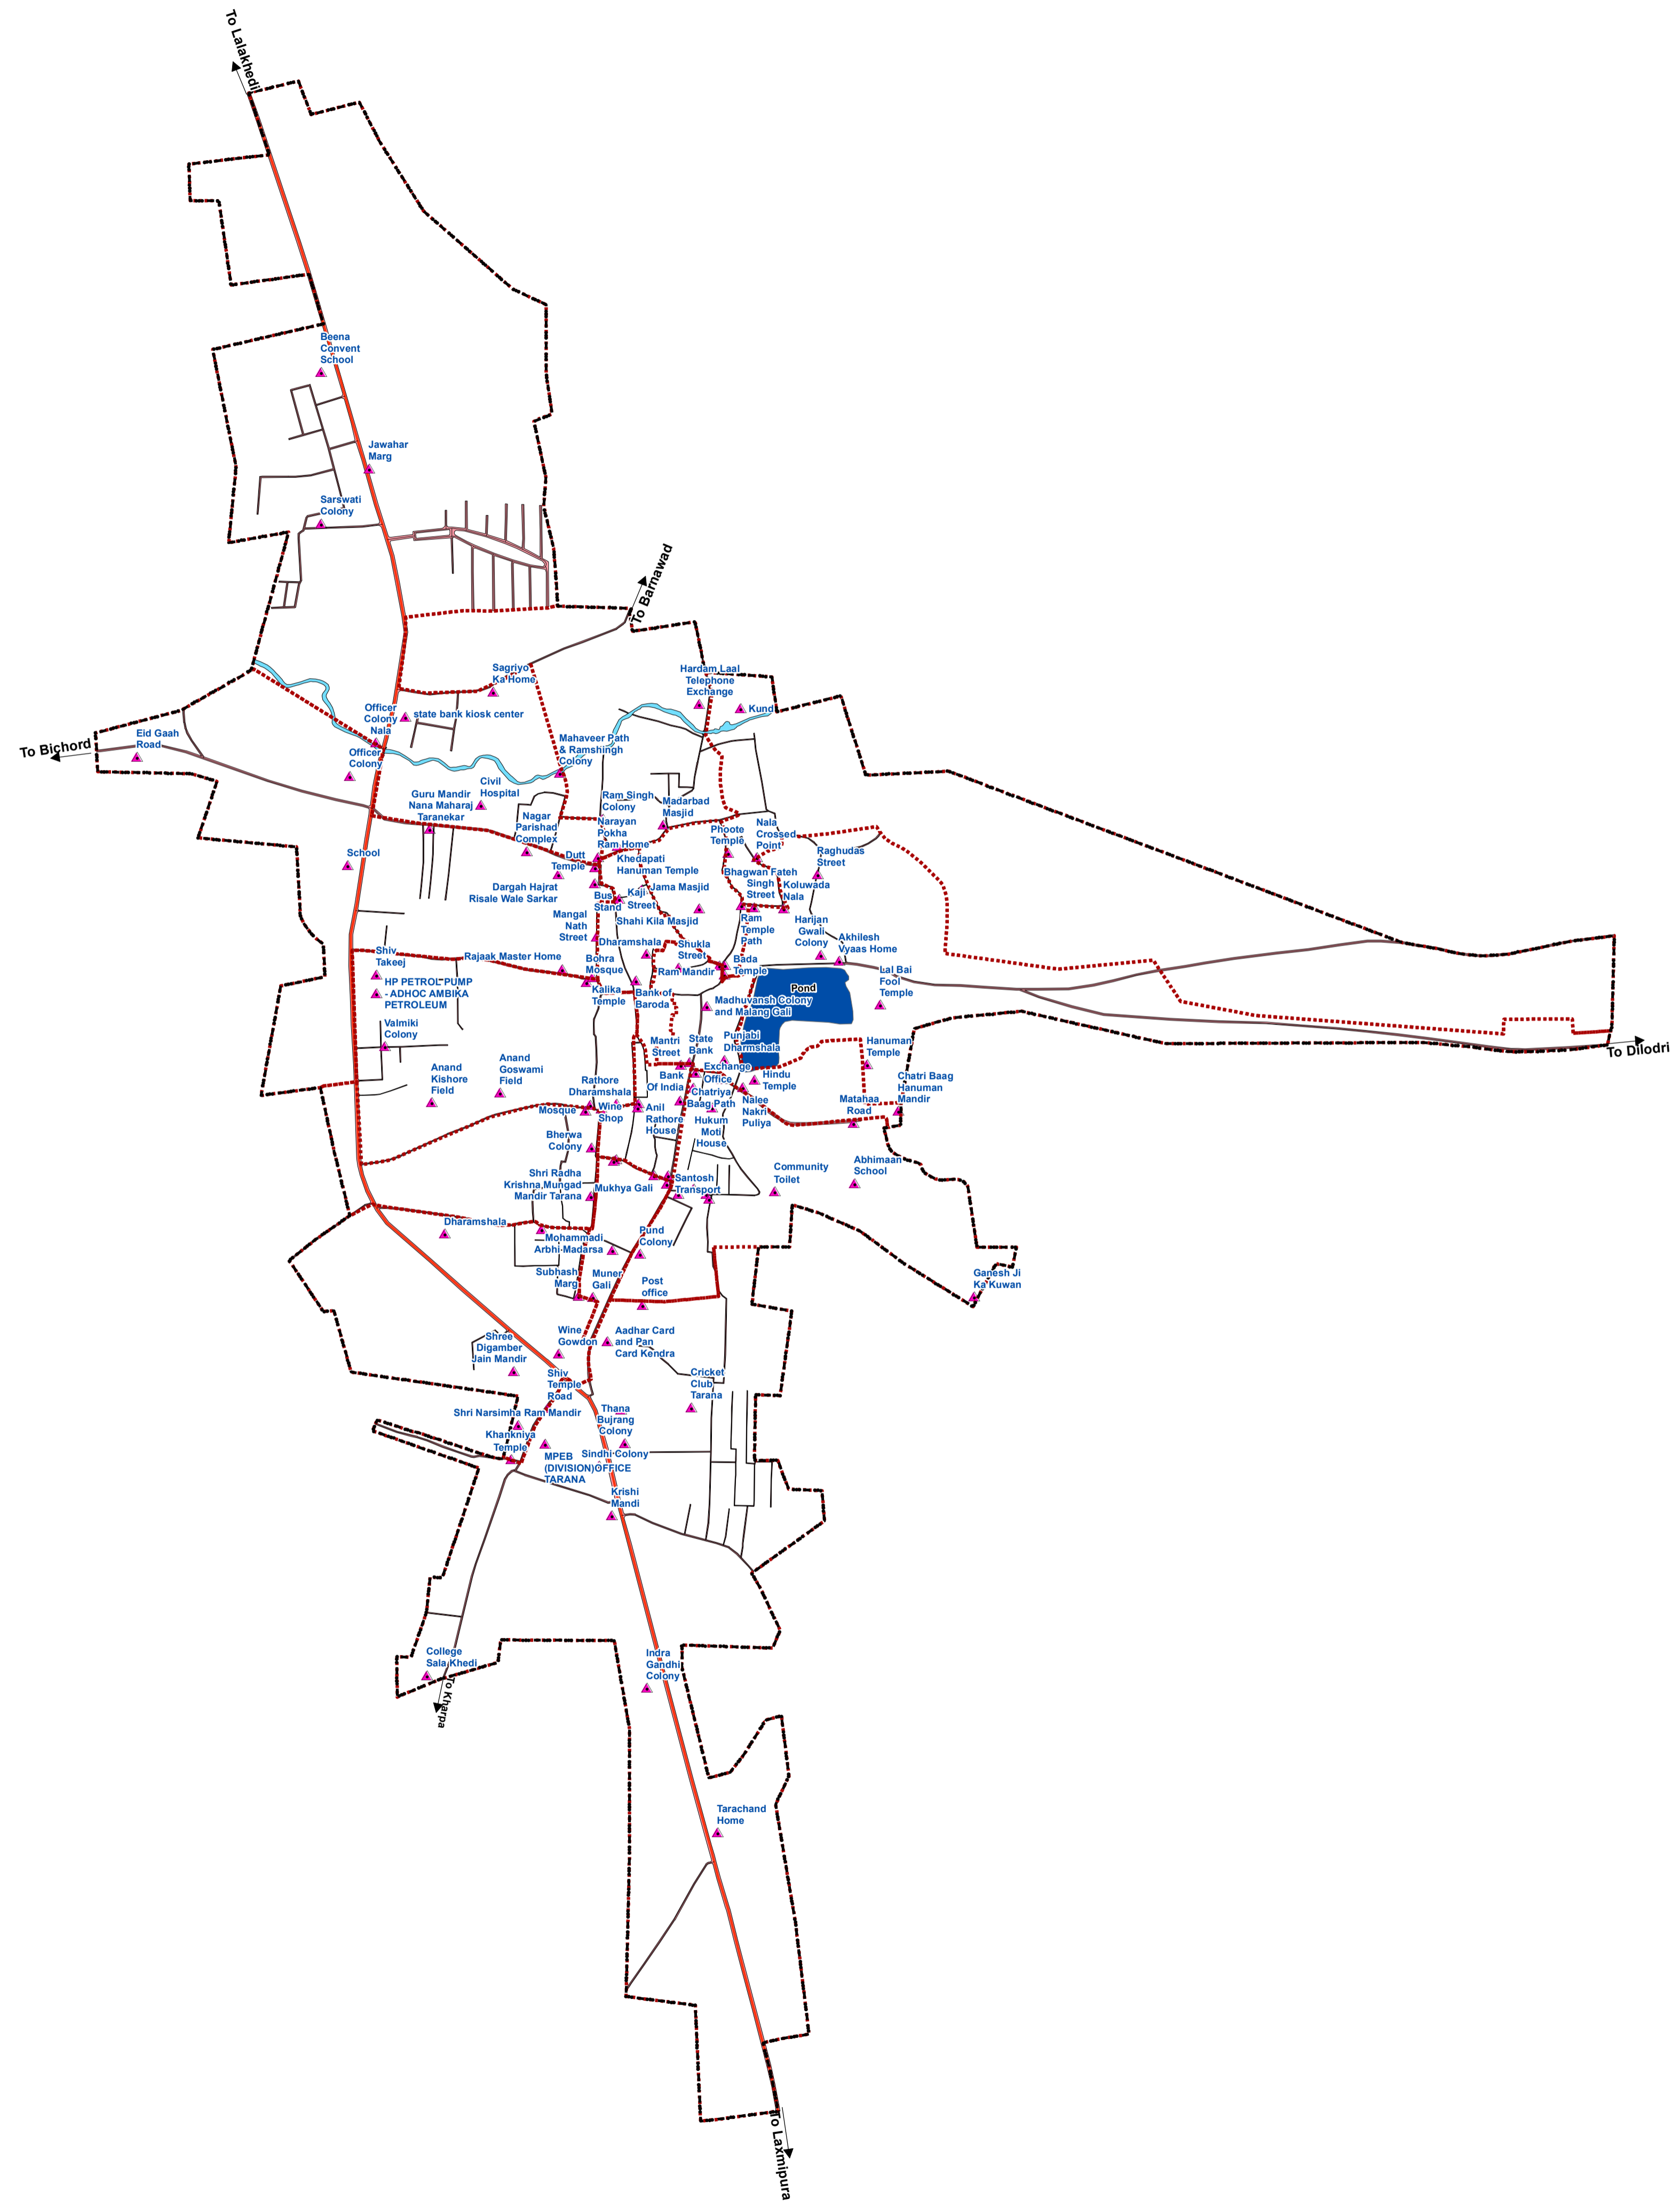 To Lalakhedi
Beena
Convent
School
Jawahar
Marg
Sarswati
Colony
To Barnawad
Sagriyo
Ka Home
Hardam Laal
Telephone
Exchange
Kund
Officer
Colony
Nala
state bank kiosk center
To Bichord
Eid Gaah
Road
Officer
Colony
Mahaveer Path
& Ramshingh
Colony
Civil
Hospital
Guru Mandir
Nana Maharaj
Taranekar
Ram Singh
Colony
Madarbad
Masjid
Nagar
Parishad
Complex
Narayan
Pokha
Ram Home
Phoote
Temple
Nala
Crossed
Point
School
Dutt
Temple
Khedapati
Hanuman Temple
Raghudas
Street
Bhagwan Fateh
Singh
Street
Koluwada
Nala
Dargah Hajrat
Risale Wale Sarkar
Bus
Stand
Kaji
Street
Jama Masjid
Mangal
Nath
Street
Shahi Kila Masjid
Ram
Temple
Path
Harijan
Gwali
Colony
Akhilesh
Vyaas Home
Dharamshala
Shukla
Street
Shiv
Takeej
Rajaak Master Home
Bohra
Mosque
Ram Mandir
Bada
Temple
Lal Bai
Fool
Temple
HP PETROL PUMP
- ADHOC AMBIKA
PETROLEUM
Kalika
Temple
Bank of
Baroda
Pond
Madhuvansh Colony
and Malang Gali
Valmiki
Colony
Mantri
Street
State
Bank
Punjabi
Dharmshala
Hanuman
Temple
To Dilodri
Anand
Kishore
Field
Anand
Goswami
Field
Exchange
Office
Bank
Of India
Hindu
Temple
Chatri Baag
Hanuman
Mandir
Rathore
Dharamshala
Chatriya
Baag Path
Nalee
Nakri
Puliya
Matahaa
Road
Mosque
Wine
Shop
Anil
Rathore
House
Hukum
Moti
House
Bherwa
Colony
Abhimaan
School
Community
Toilet
Shri Radha
Krishna Mungad
Mandir Tarana
Mukhya Gali
Santosh
Transport
Dharamshala
Mohammadi
Arbhi Madarsa
Pund
Colony
Subhash
Marg
Muner
Gali
Post
office
Ganesh Ji
Ka Kuwan
Shree
Digamber
Jain Mandir
Wine
Gowdon
Aadhar Card
and Pan
Card Kendra
Shiv
Temple
Road
Cricket
Club
Tarana
Shri Narsimha Ram Mandir
Thana
Bujrang
Colony
Khankniya
Temple
Sindhi Colony
MPEB
(DIVISION)OFFICE
TARANA
Krishi
Mandi
College
Sala Khedi
To Kharpa
Indra
Gandhi
Colony
Tarachand
Home
To Laxmipura